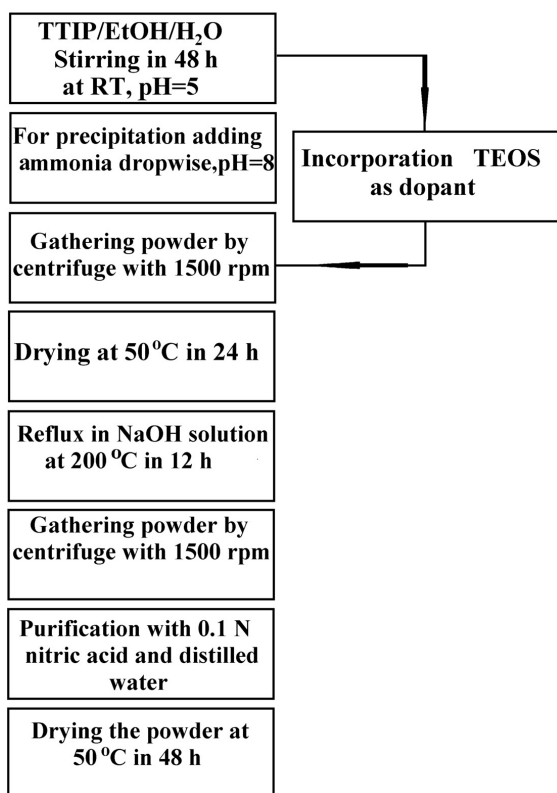 TTIP/EtOH/H₂O
Stirring in 48 h
at RT, pH=5
For precipitation adding
ammonia dropwise,pH=8
Incorporation TEOS
as dopant
Gathering powder by
centrifuge with 1500 rpm
Drying at 50°C in 24 h
Reflux in NaOH solution
at 200°C in 12 h
Gathering powder by
centrifuge with 1500 rpm
Purification with 0.1 N
nitric acid and distilled
water
Drying the powder at
50°C in 48 h